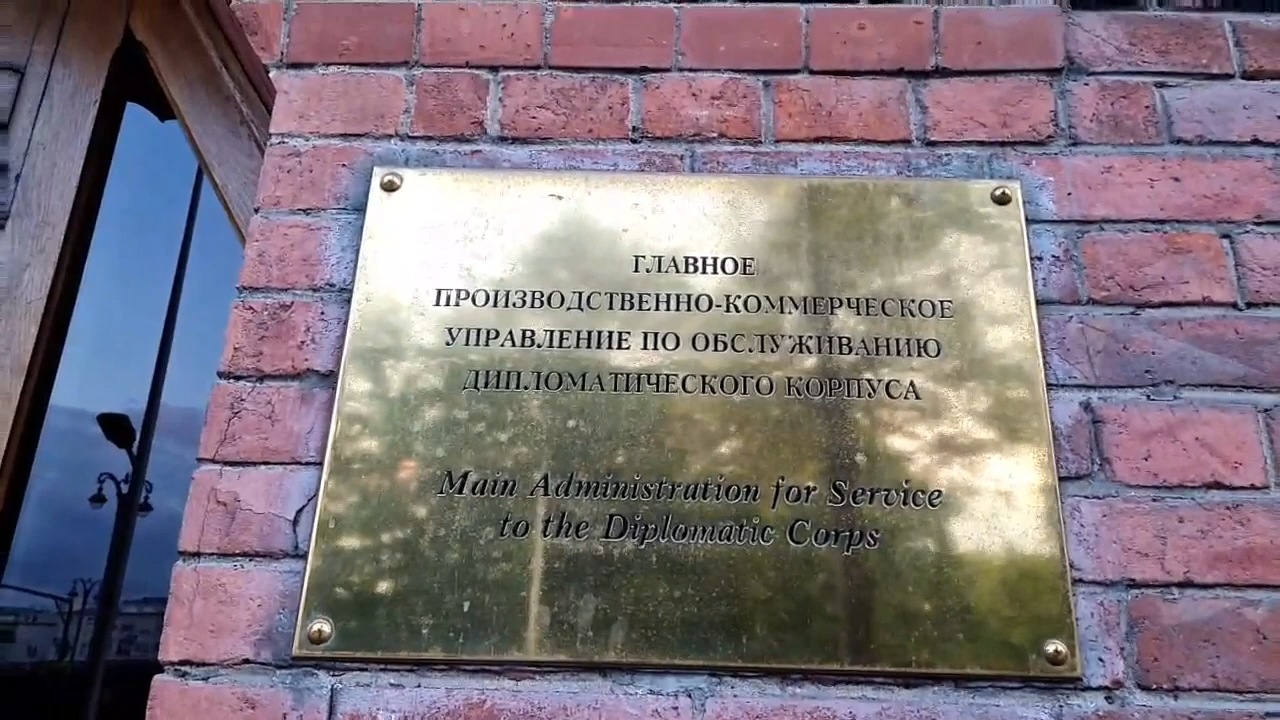 ГЛАВНОЕ
ПРОИЗВОДСТВЕННО-КОММЕРЧЕСКОЕ
УПРАВЛЕНИЕ ПО ОБСЛУЖИВАНИЮ
ДИПЛОМАТИЧЕСКОГО КОРПУСА
Main Administration for Service
to the Diplomatic Corps